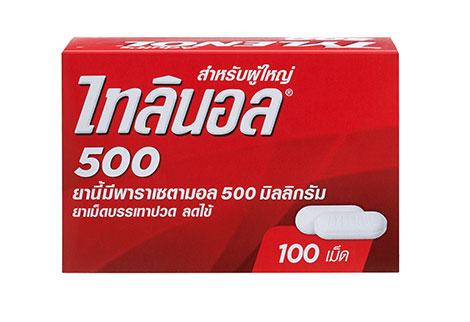 TYLENOL
สำหรับผู้ใหญ่
ไทลินอล®
500
ยานี้มีพาราเซตามอล 500 มิลลิกรัม
ยาเม็ดบรรเทาปวด ลดไข้
100 เม็ด